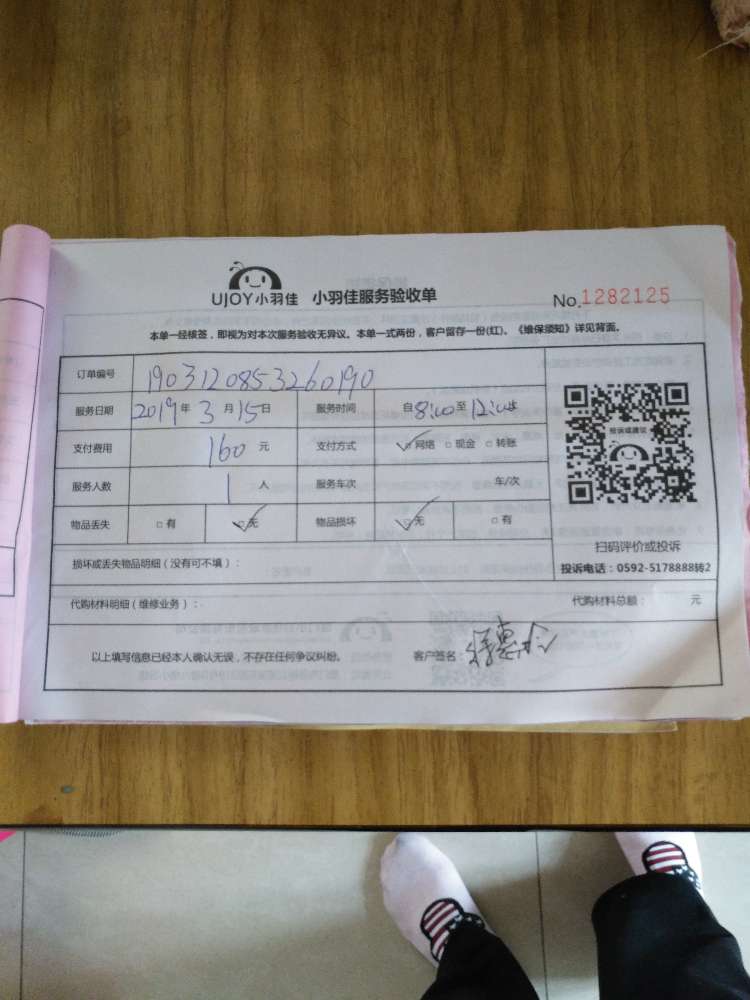 UJOY小羽佳 小羽佳服务验收单 No.1282125
本单一经核签，即视为对本次服务验收无异议。本单一式两份，客户留存一份(红)。《维保须知》详见背面。
订单编号 1903120853260190
服务日期 2019年3月15日 服务时间 自8:00至12:05
支付费用 160元 支付方式 ☑网络 □现金 □转账
服务人数 1人 服务车次 车/次
物品丢失 □有 ☑无 物品损坏 ☑无 □有
投诉或建议
扫码评价或投诉
投诉电话：0592-5178888转2
损坏或丢失物品明细（没有可不填）：
代购材料明细（维修业务）： 代购材料总额： 元
以上填写信息已经本人确认无误，不存在任何争议纠纷。 客户签名：